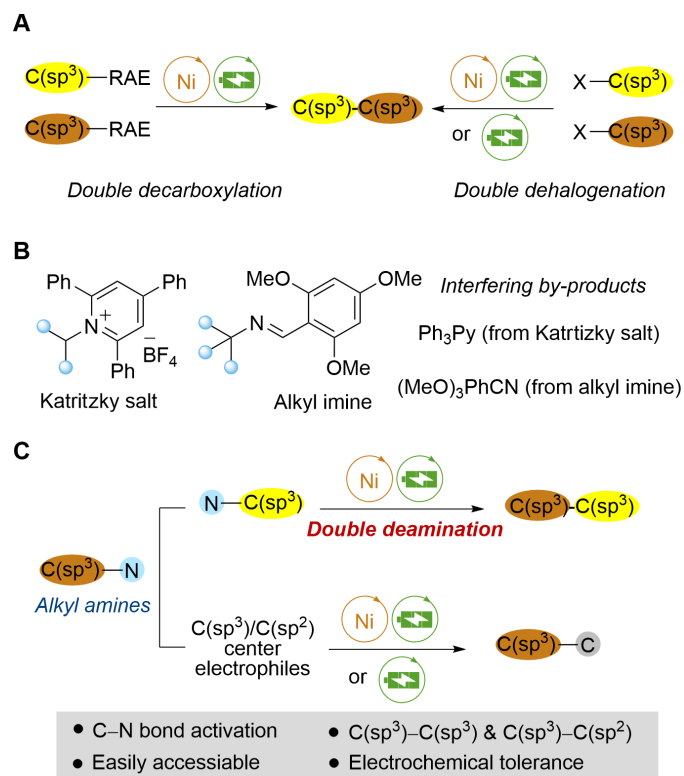 A
C(sp³)—RAE
Ni
C(sp³)—RAE
Double decarboxylation
C(sp³)-C(sp³)
Ni
or
X—C(sp³)
X—C(sp³)
Double dehalogenation
B
Ph
Ph
N
+
Ph
−
BF₄
Katritzky salt
MeO
OMe
N
OMe
Alkyl imine
Interfering by-products
Ph₃Py (from Katrtizky salt)
(MeO)₃PhCN (from alkyl imine)
C
C(sp³)—N
Alkyl amines
N—C(sp³)
Ni
Double deamination
C(sp³)-C(sp³)
C(sp³)/C(sp²)
center
electrophiles
Ni
or
C(sp³)—C
● C–N bond activation
● C(sp³)–C(sp³) & C(sp³)–C(sp²)
● Easily accessiable
● Electrochemical tolerance